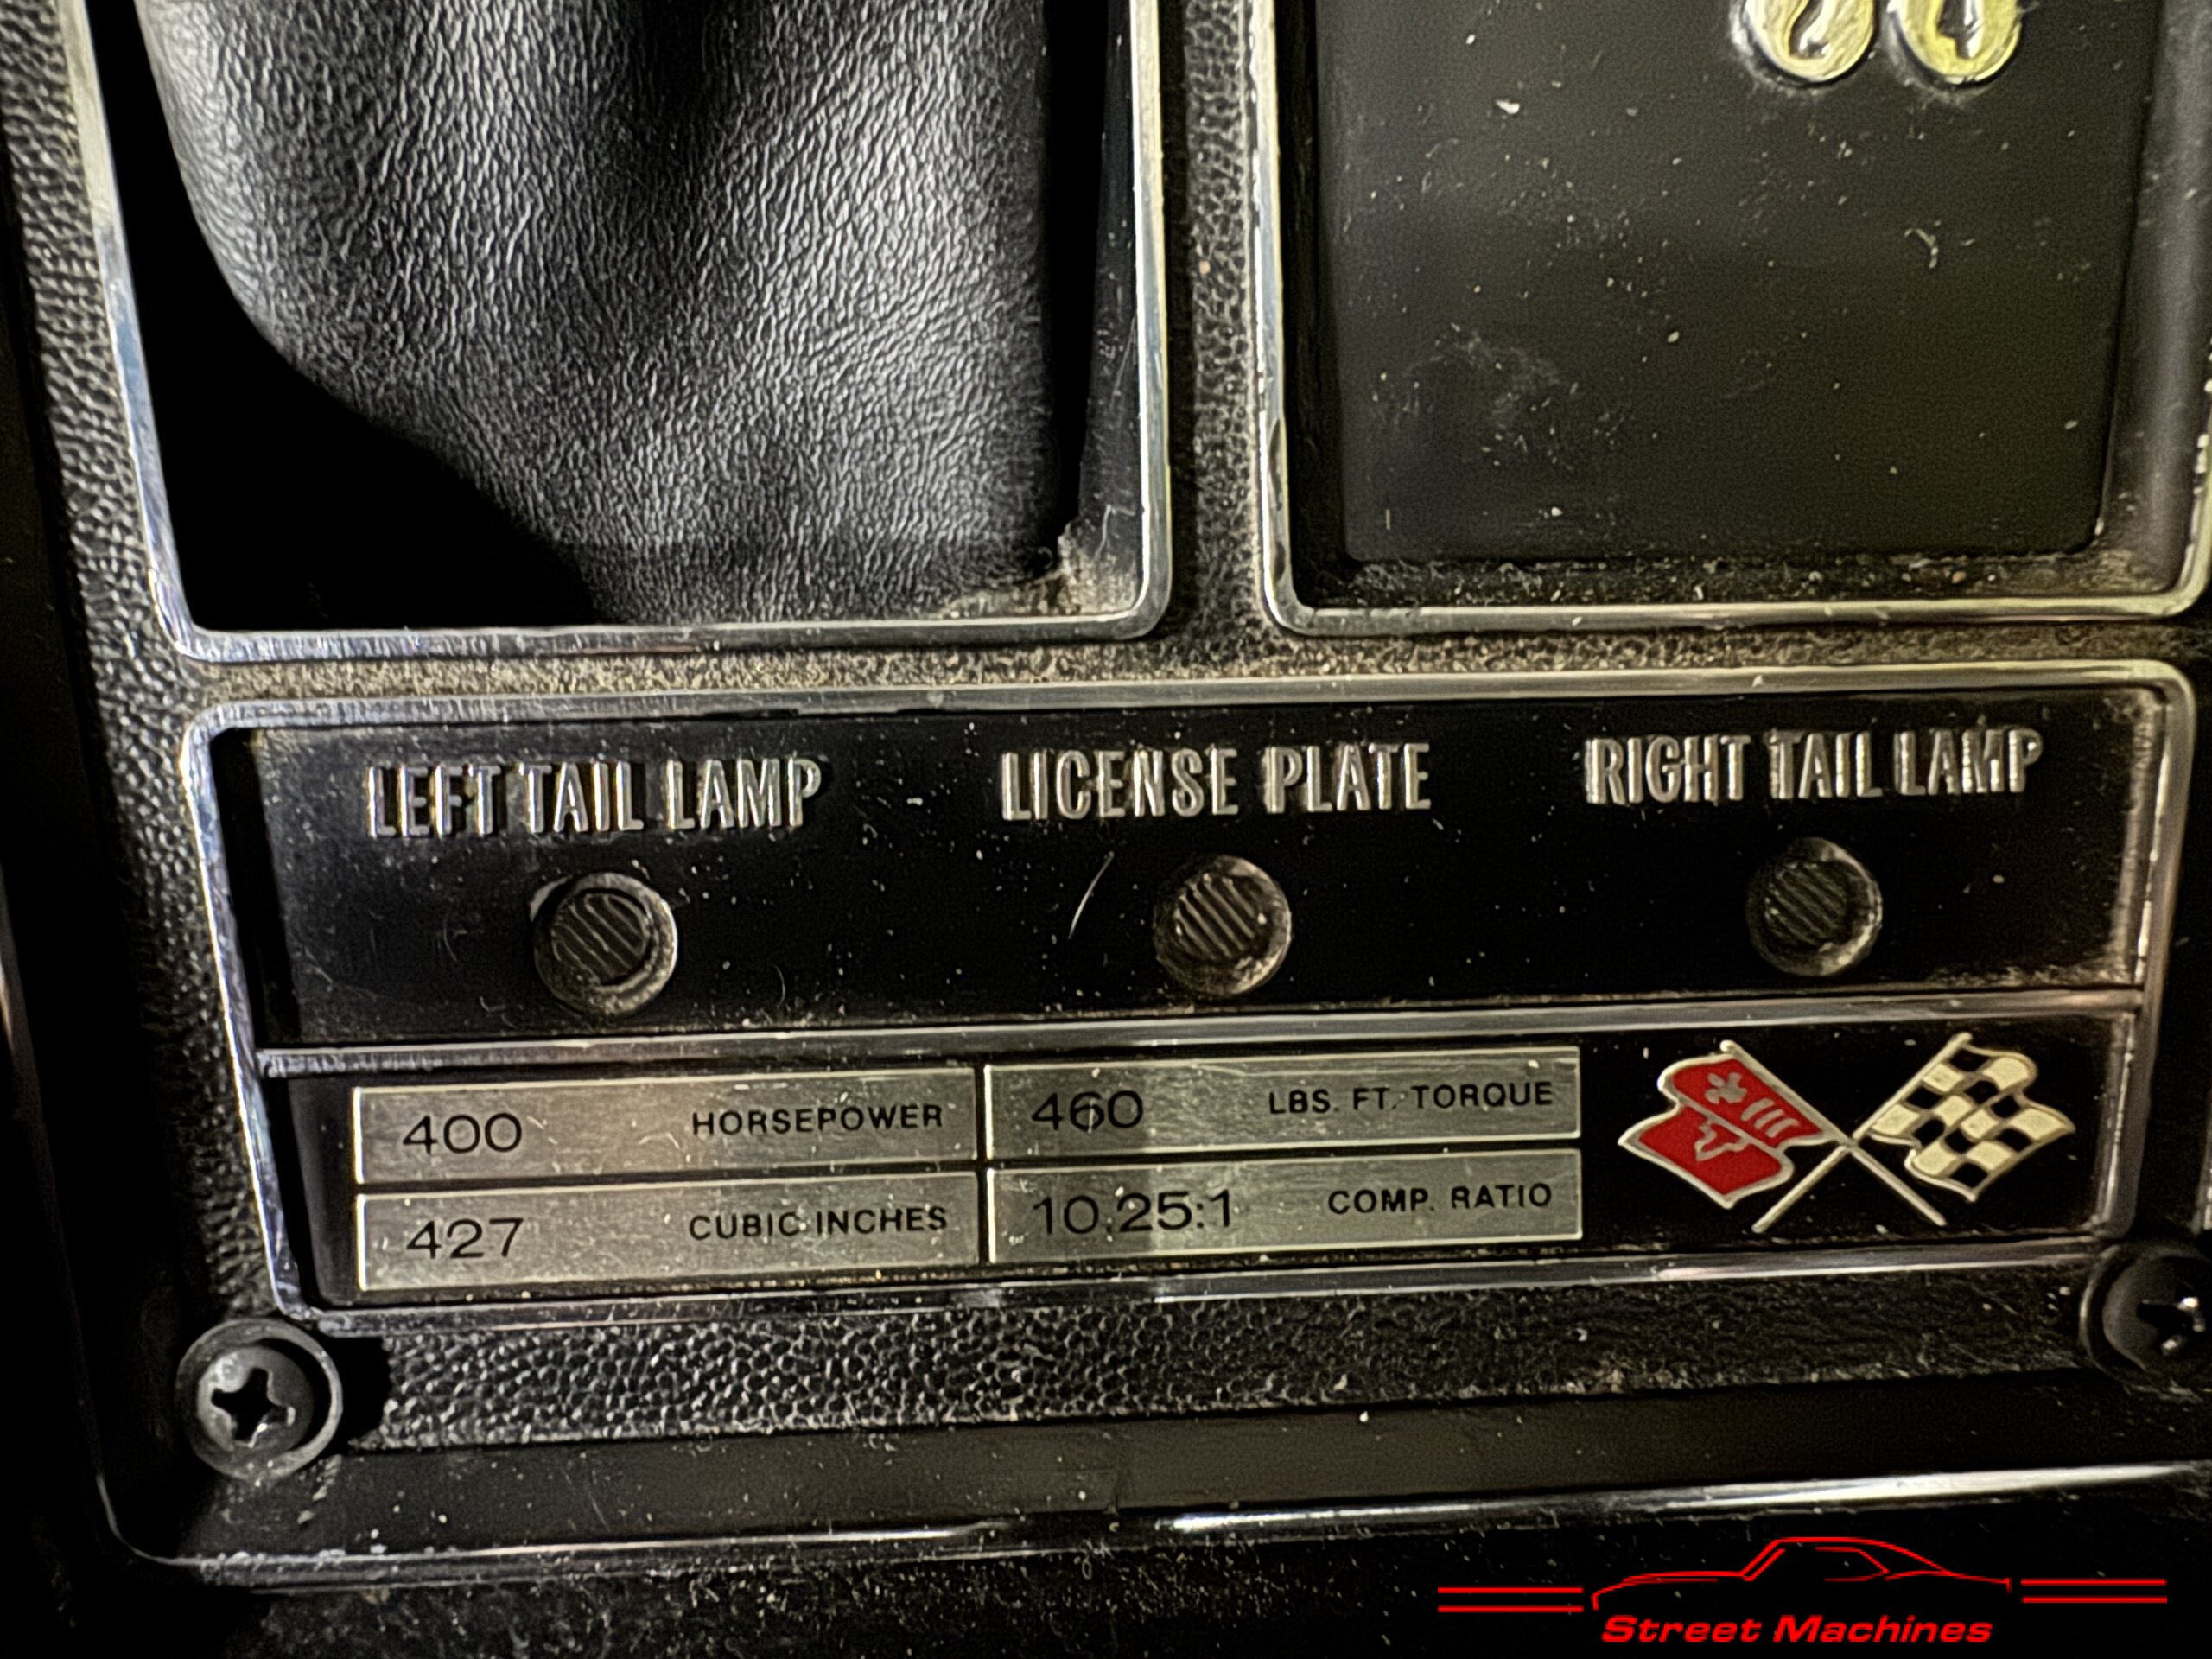 LEFT TAIL LAMP
LICENSE PLATE
RIGHT TAIL LAMP
400 HORSEPOWER
460 LBS. FT. TORQUE
427 CUBIC INCHES
10.25:1 COMP. RATIO
Street Machines